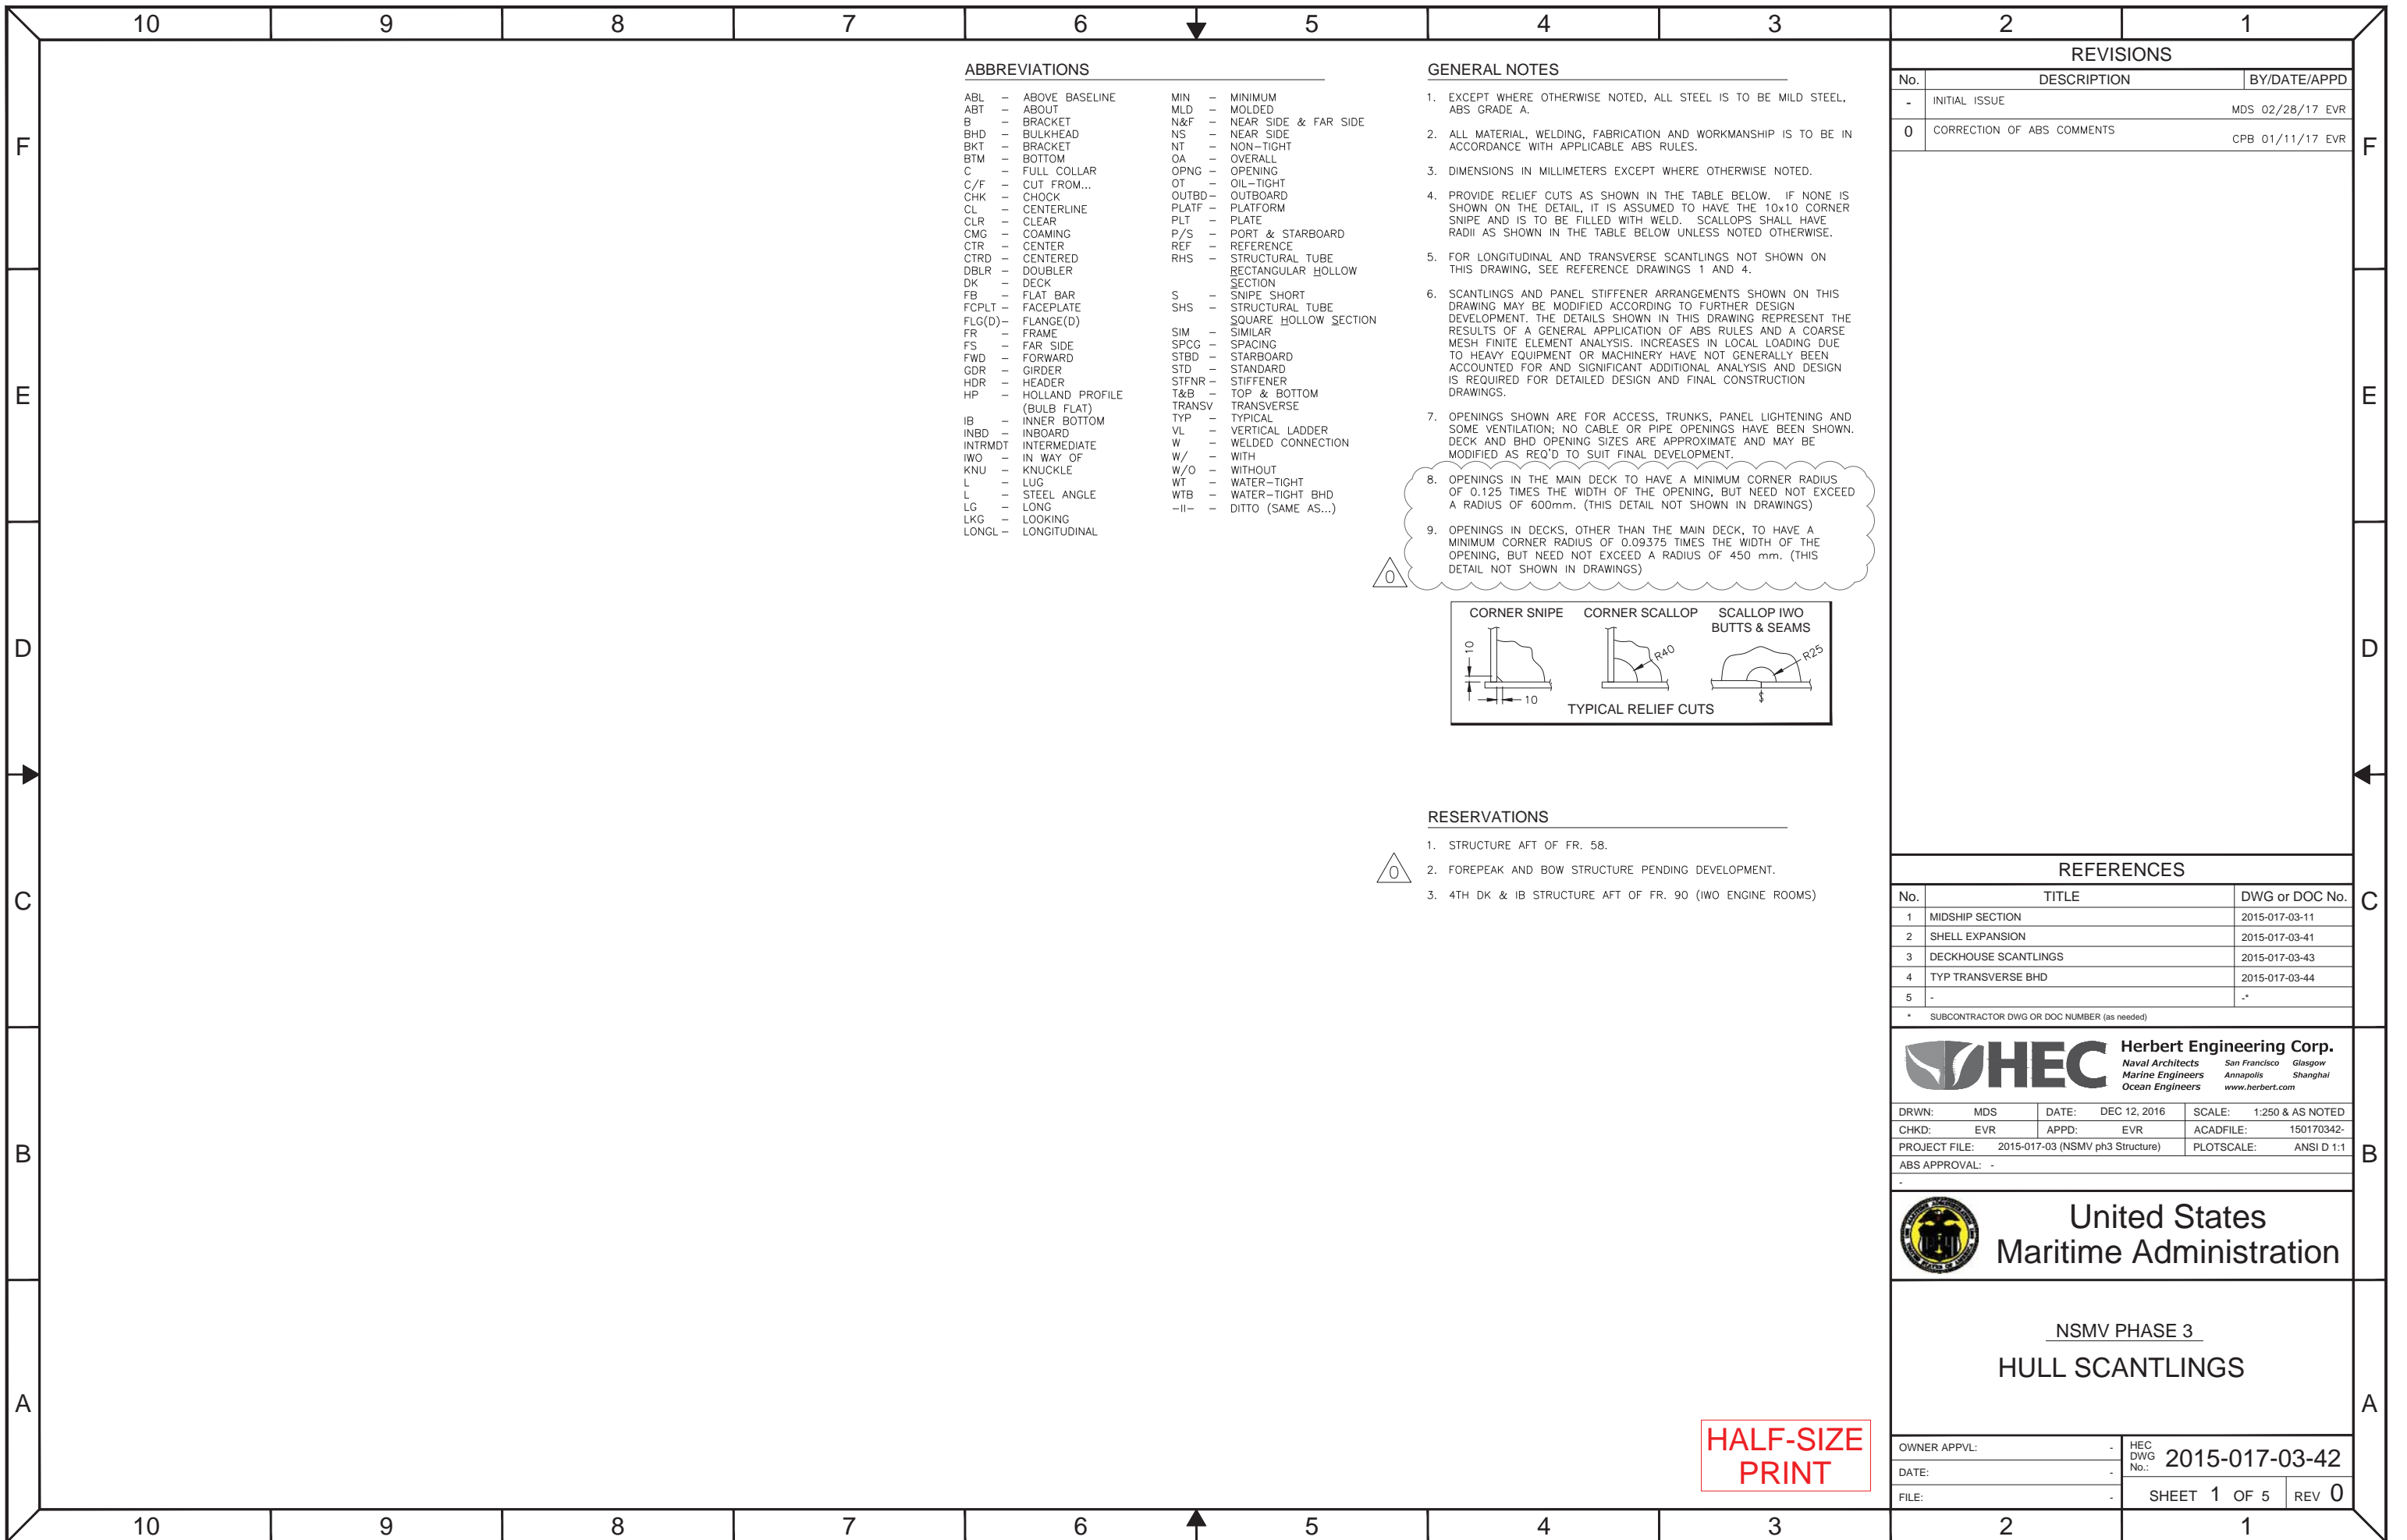 10 9 8 7 6 5 4 3 2 1
F
E
D
C
B
A
ABBREVIATIONS
ABL – ABOVE BASELINE
ABT – ABOUT
B – BRACKET
BHD – BULKHEAD
BKT – BRACKET
BTM – BOTTOM
C – FULL COLLAR
C/F – CUT FROM...
CHK – CHOCK
CL – CENTERLINE
CLR – CLEAR
CMG – COAMING
CTR – CENTER
CTRD – CENTERED
DBLR – DOUBLER
DK – DECK
FB – FLAT BAR
FCPLT – FACEPLATE
FLG(D)– FLANGE(D)
FR – FRAME
FS – FAR SIDE
FWD – FORWARD
GDR – GIRDER
HDR – HEADER
HP – HOLLAND PROFILE
(BULB FLAT)
IB – INNER BOTTOM
INBD – INBOARD
INTRMDT INTERMEDIATE
IWO – IN WAY OF
KNU – KNUCKLE
L – LUG
L – STEEL ANGLE
LG – LONG
LKG – LOOKING
LONGL – LONGITUDINAL
MIN – MINIMUM
MLD – MOLDED
N&F – NEAR SIDE & FAR SIDE
NS – NEAR SIDE
NT – NON–TIGHT
OA – OVERALL
OPNG – OPENING
OT – OIL–TIGHT
OUTBD– OUTBOARD
PLATF – PLATFORM
PLT – PLATE
P/S – PORT & STARBOARD
REF – REFERENCE
RHS – STRUCTURAL TUBE
RECTANGULAR HOLLOW
SECTION
S – SNIPE SHORT
SHS – STRUCTURAL TUBE
SQUARE HOLLOW SECTION
SIM – SIMILAR
SPCG – SPACING
STBD – STARBOARD
STD – STANDARD
STFNR – STIFFENER
T&B – TOP & BOTTOM
TRANSV TRANSVERSE
TYP – TYPICAL
VL – VERTICAL LADDER
W – WELDED CONNECTION
W/ – WITH
W/O – WITHOUT
WT – WATER–TIGHT
WTB – WATER–TIGHT BHD
–II– – DITTO (SAME AS...)
GENERAL NOTES
1. EXCEPT WHERE OTHERWISE NOTED, ALL STEEL IS TO BE MILD STEEL,
ABS GRADE A.
2. ALL MATERIAL, WELDING, FABRICATION AND WORKMANSHIP IS TO BE IN
ACCORDANCE WITH APPLICABLE ABS RULES.
3. DIMENSIONS IN MILLIMETERS EXCEPT WHERE OTHERWISE NOTED.
4. PROVIDE RELIEF CUTS AS SHOWN IN THE TABLE BELOW. IF NONE IS
SHOWN ON THE DETAIL, IT IS ASSUMED TO HAVE THE 10x10 CORNER
SNIPE AND IS TO BE FILLED WITH WELD. SCALLOPS SHALL HAVE
RADII AS SHOWN IN THE TABLE BELOW UNLESS NOTED OTHERWISE.
5. FOR LONGITUDINAL AND TRANSVERSE SCANTLINGS NOT SHOWN ON
THIS DRAWING, SEE REFERENCE DRAWINGS 1 AND 4.
6. SCANTLINGS AND PANEL STIFFENER ARRANGEMENTS SHOWN ON THIS
DRAWING MAY BE MODIFIED ACCORDING TO FURTHER DESIGN
DEVELOPMENT. THE DETAILS SHOWN IN THIS DRAWING REPRESENT THE
RESULTS OF A GENERAL APPLICATION OF ABS RULES AND A COARSE
MESH FINITE ELEMENT ANALYSIS. INCREASES IN LOCAL LOADING DUE
TO HEAVY EQUIPMENT OR MACHINERY HAVE NOT GENERALLY BEEN
ACCOUNTED FOR AND SIGNIFICANT ADDITIONAL ANALYSIS AND DESIGN
IS REQUIRED FOR DETAILED DESIGN AND FINAL CONSTRUCTION
DRAWINGS.
7. OPENINGS SHOWN ARE FOR ACCESS, TRUNKS, PANEL LIGHTENING AND
SOME VENTILATION; NO CABLE OR PIPE OPENINGS HAVE BEEN SHOWN.
DECK AND BHD OPENING SIZES ARE APPROXIMATE AND MAY BE
MODIFIED AS REQ'D TO SUIT FINAL DEVELOPMENT.
8. OPENINGS IN THE MAIN DECK TO HAVE A MINIMUM CORNER RADIUS
OF 0.125 TIMES THE WIDTH OF THE OPENING, BUT NEED NOT EXCEED
A RADIUS OF 600mm. (THIS DETAIL NOT SHOWN IN DRAWINGS)
9. OPENINGS IN DECKS, OTHER THAN THE MAIN DECK, TO HAVE A
MINIMUM CORNER RADIUS OF 0.09375 TIMES THE WIDTH OF THE
OPENING, BUT NEED NOT EXCEED A RADIUS OF 450 mm. (THIS
DETAIL NOT SHOWN IN DRAWINGS)
0
CORNER SNIPE CORNER SCALLOP SCALLOP IWO
BUTTS & SEAMS
10
10
R40
R25
TYPICAL RELIEF CUTS
RESERVATIONS
1. STRUCTURE AFT OF FR. 58.
0
2. FOREPEAK AND BOW STRUCTURE PENDING DEVELOPMENT.
3. 4TH DK & IB STRUCTURE AFT OF FR. 90 (IWO ENGINE ROOMS)
HALF-SIZE
PRINT
REVISIONS
No. DESCRIPTION BY/DATE/APPD
- INITIAL ISSUE MDS 02/28/17 EVR
0 CORRECTION OF ABS COMMENTS CPB 01/11/17 EVR
REFERENCES
No. TITLE DWG or DOC No.
1 MIDSHIP SECTION 2015-017-03-11
2 SHELL EXPANSION 2015-017-03-41
3 DECKHOUSE SCANTLINGS 2015-017-03-43
4 TYP TRANSVERSE BHD 2015-017-03-44
5 - -*
* SUBCONTRACTOR DWG OR DOC NUMBER (as needed)
HEC
Herbert Engineering Corp.
Naval Architects San Francisco Glasgow
Marine Engineers Annapolis Shanghai
Ocean Engineers www.herbert.com
DRWN: MDS DATE: DEC 12, 2016 SCALE: 1:250 & AS NOTED
CHKD: EVR APPD: EVR ACADFILE: 150170342-
PROJECT FILE: 2015-017-03 (NSMV ph3 Structure) PLOTSCALE: ANSI D 1:1
ABS APPROVAL: -
-
United States
Maritime Administration
NSMV PHASE 3
HULL SCANTLINGS
OWNER APPVL: -
DATE: -
FILE: -
HEC
DWG
No.: 2015-017-03-42
SHEET 1 OF 5 REV 0
F
E
D
C
B
A
10 9 8 7 6 5 4 3 2 1